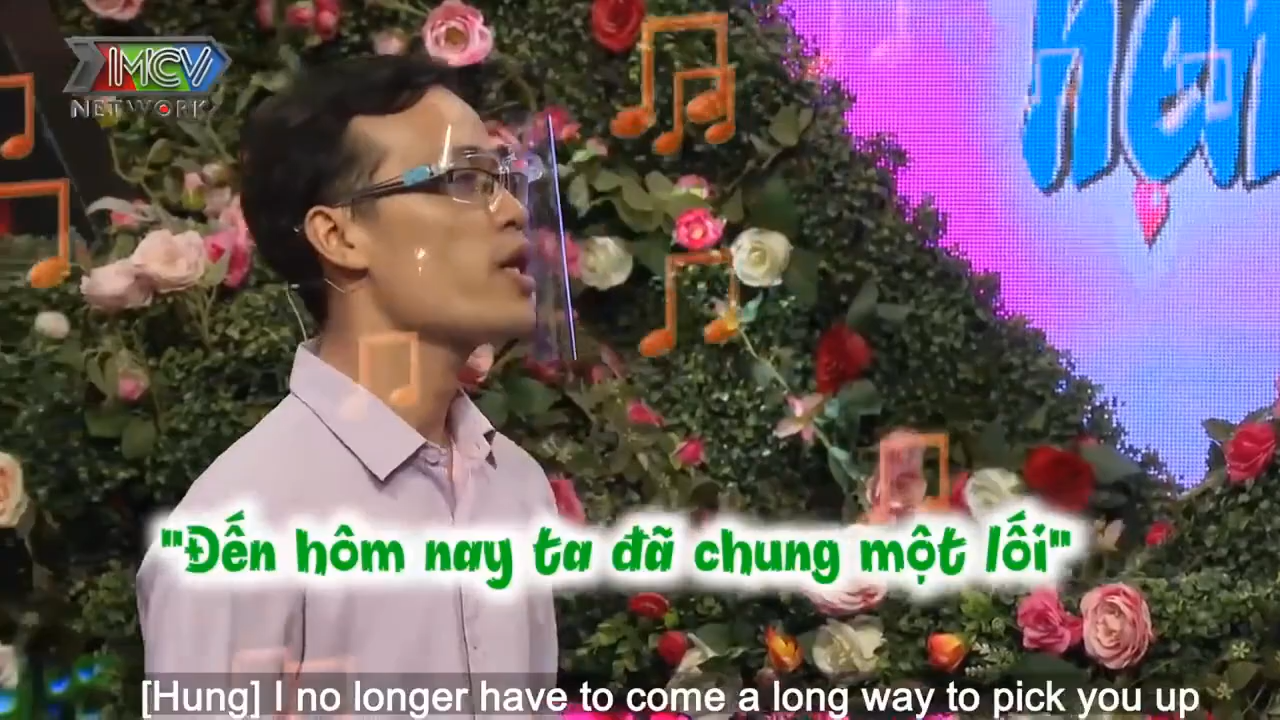 MCV
NETWORK
hẹn
"Đến hôm nay ta đã chung một lối"
[Hung] I no longer have to come a long way to pick you up